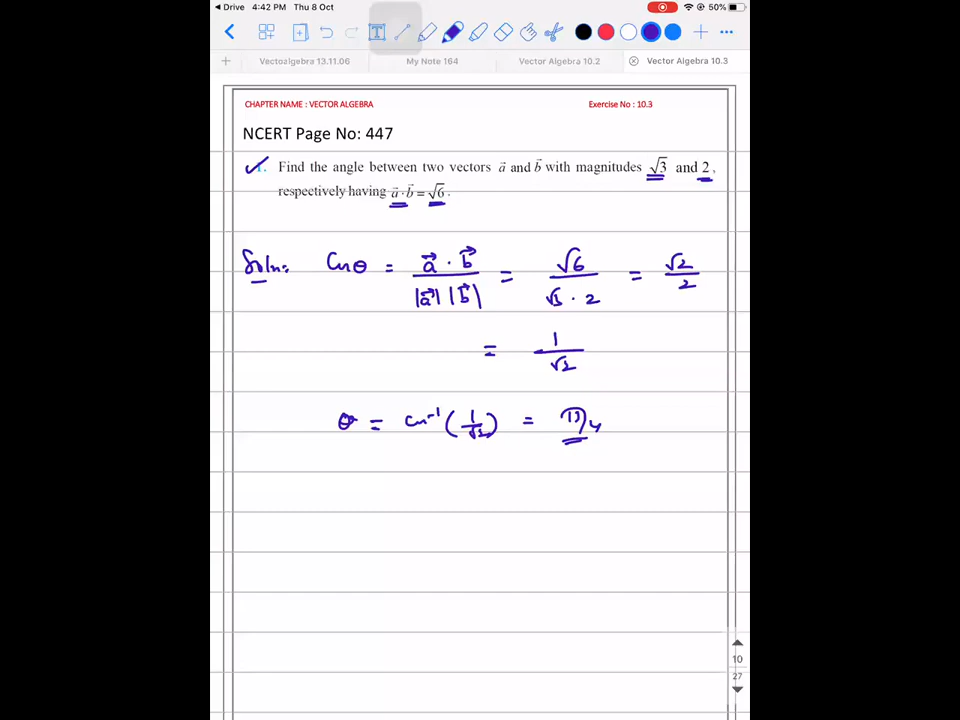 Drive 4:42 PM Thu 8 Oct 50%
Vectoalgebra 13.11.06 My Note 164 Vector Algebra 10.2 Vector Algebra 10.3
CHAPTER NAME : VECTOR ALGEBRA Exercise No : 10.3
NCERT Page No: 447
1. Find the angle between two vectors a⃗ and b⃗ with magnitudes √3 and 2,
respectively having a⃗ · b⃗ = √6 .
Soln: Cosθ = a⃗ · b⃗ / |a⃗| |b⃗| = √6 / √3 · 2 = √2 / 2
= 1 / √2
θ = cos⁻¹ ( 1/√2 ) = π/4
10
27